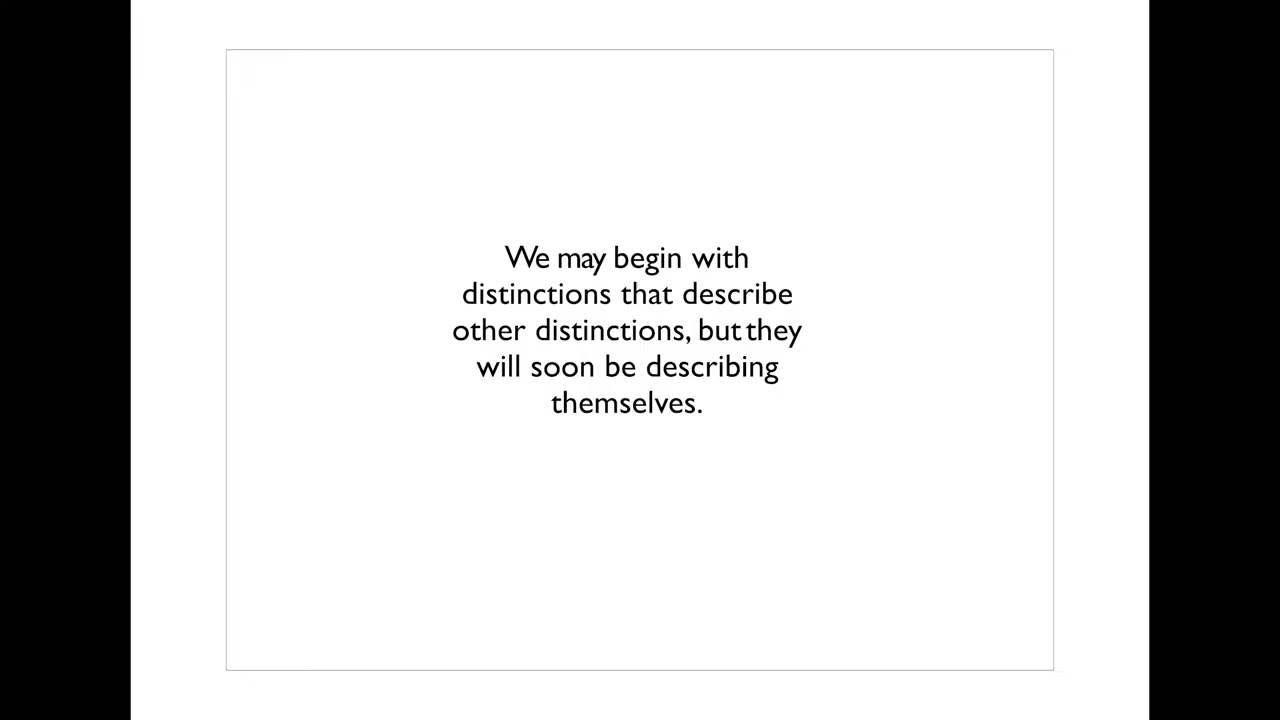 We may begin with
distinctions that describe
other distinctions, but they
will soon be describing
themselves.